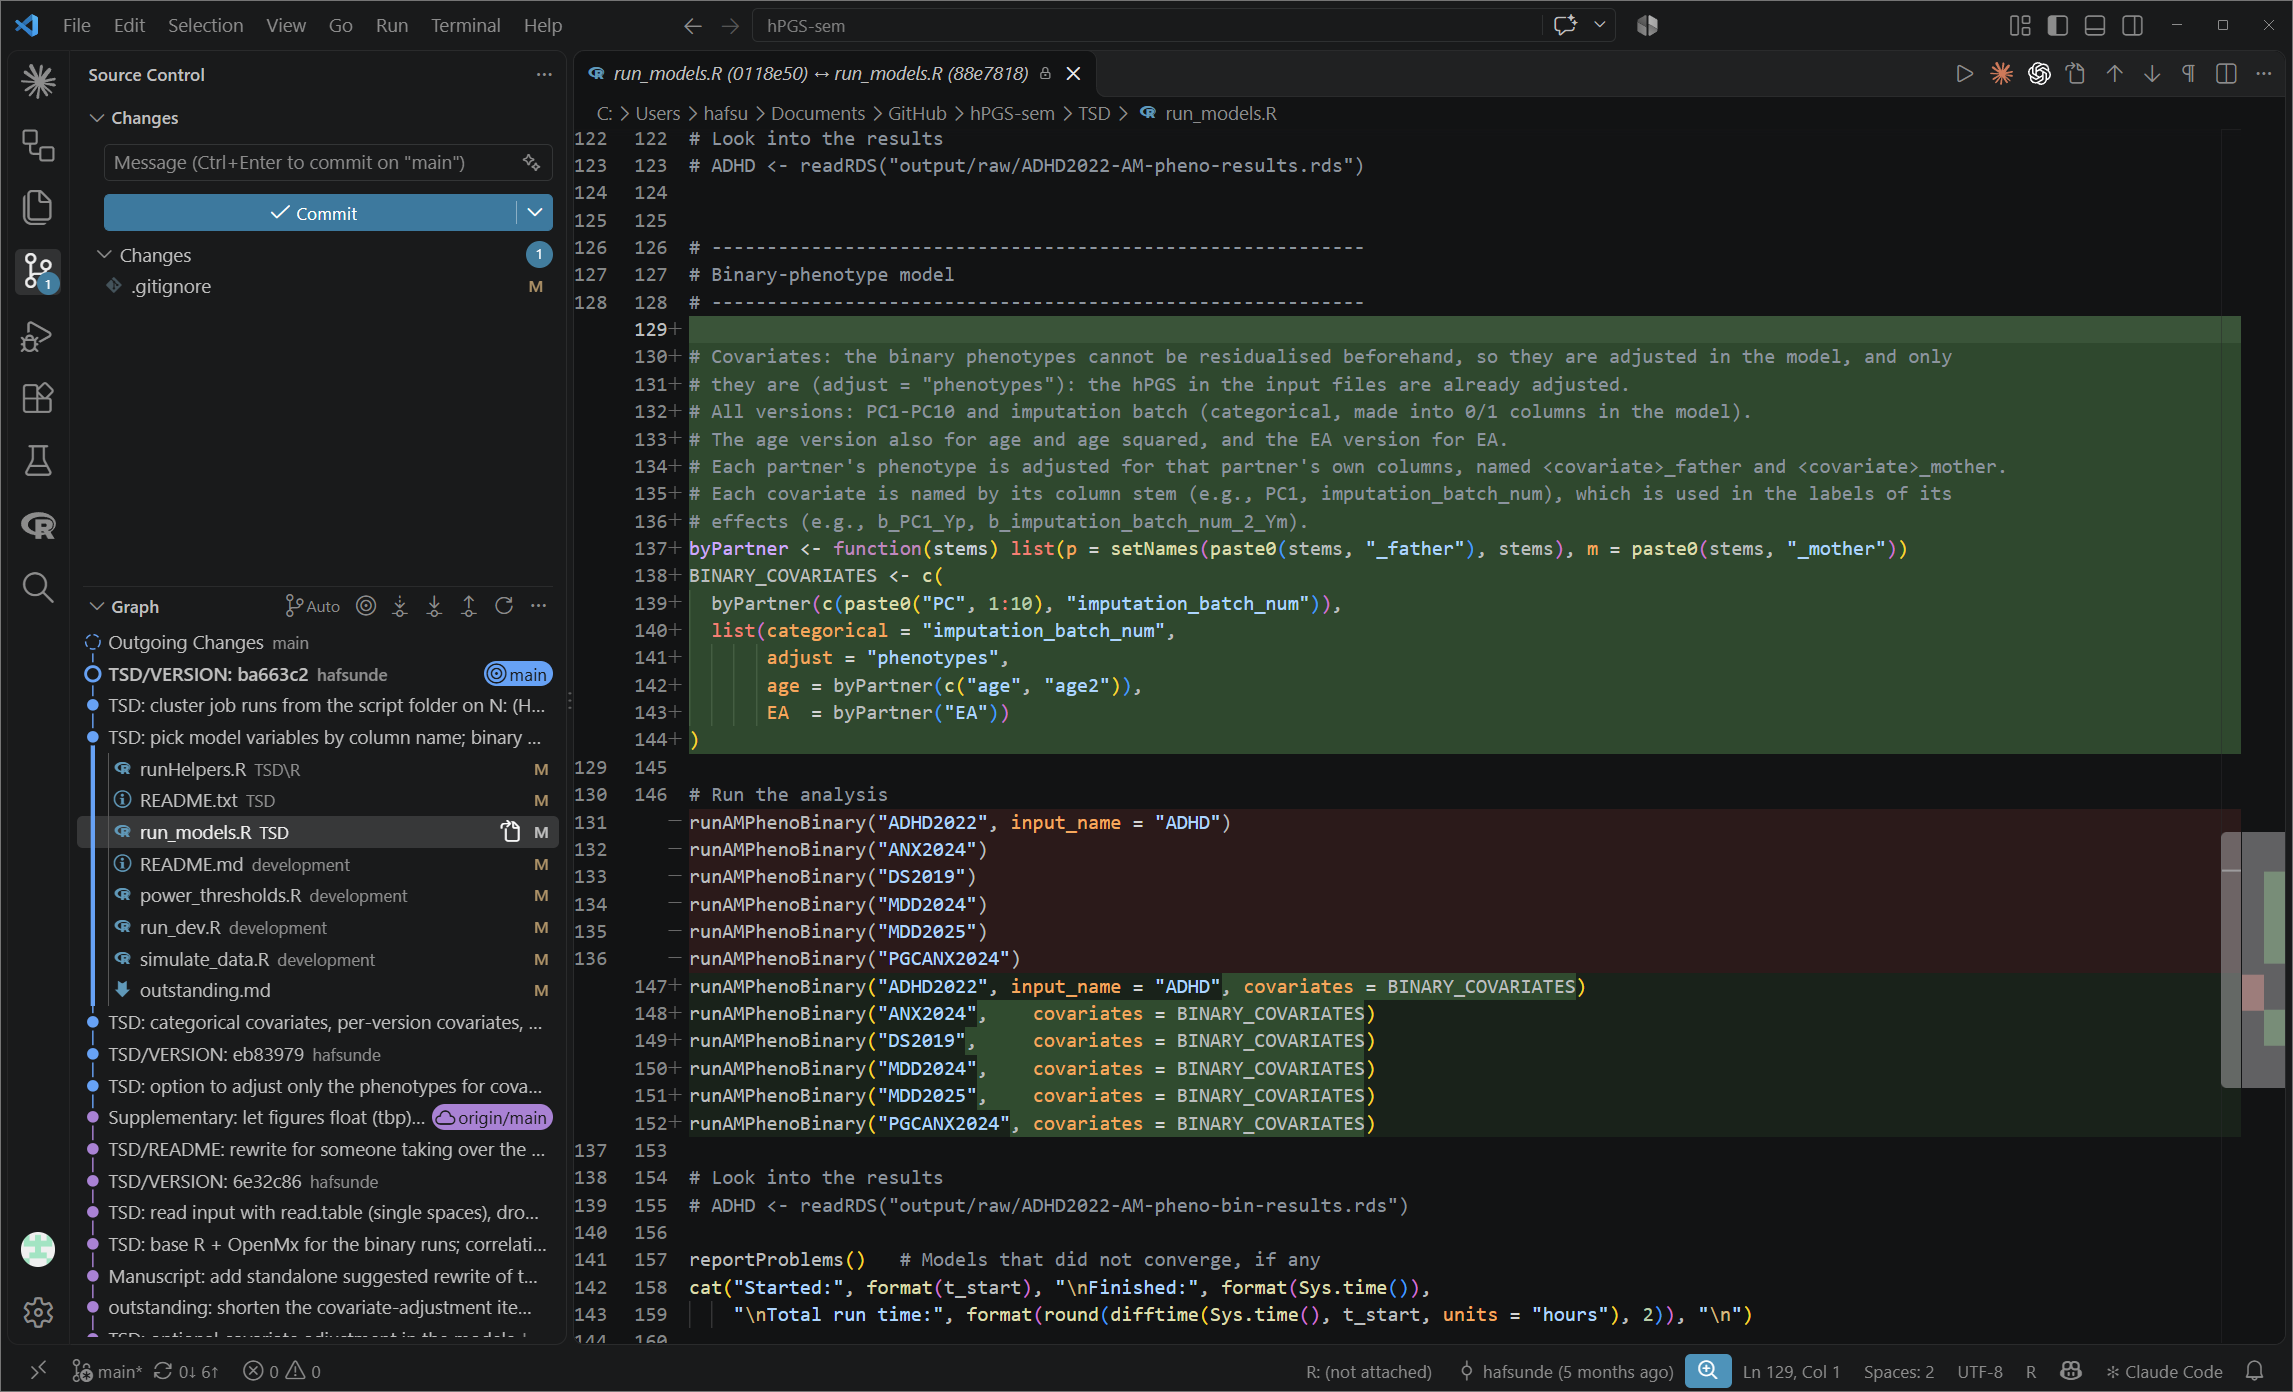 File Edit Selection View Go Run Terminal Help
hPGS-sem
Source Control
Changes
Message (Ctrl+Enter to commit on "main")
Commit
Changes 1
.gitignore M
1
Graph
Auto
Outgoing Changes main
TSD/VERSION: ba663c2 hafsunde main
TSD: cluster job runs from the script folder on N: (H...
TSD: pick model variables by column name; binary ...
runHelpers.R TSD\R M
README.txt TSD M
run_models.R TSD M
README.md development M
power_thresholds.R development M
run_dev.R development M
simulate_data.R development M
outstanding.md M
TSD: categorical covariates, per-version covariates, ...
TSD/VERSION: eb83979 hafsunde
TSD: option to adjust only the phenotypes for cova...
Supplementary: let figures float (tbp)... origin/main
TSD/README: rewrite for someone taking over the ...
TSD/VERSION: 6e32c86 hafsunde
TSD: read input with read.table (single spaces), dro...
TSD: base R + OpenMx for the binary runs; correlati...
Manuscript: add standalone suggested rewrite of t...
outstanding: shorten the covariate-adjustment ite...
run_models.R (0118e50) ↔ run_models.R (88e7818)
C: > Users > hafsu > Documents > GitHub > hPGS-sem > TSD > run_models.R
122 122 # Look into the results
123 123 # ADHD <- readRDS("output/raw/ADHD2022-AM-pheno-results.rds")
124 124
125 125
126 126 # -----------------------------------------------------------
127 127 # Binary-phenotype model
128 128 # -----------------------------------------------------------
129+
130+ # Covariates: the binary phenotypes cannot be residualised beforehand, so they are adjusted in the model, and only
131+ # they are (adjust = "phenotypes"): the hPGS in the input files are already adjusted.
132+ # All versions: PC1-PC10 and imputation batch (categorical, made into 0/1 columns in the model).
133+ # The age version also for age and age squared, and the EA version for EA.
134+ # Each partner's phenotype is adjusted for that partner's own columns, named <covariate>_father and <covariate>_mother.
135+ # Each covariate is named by its column stem (e.g., PC1, imputation_batch_num), which is used in the labels of its
136+ # effects (e.g., b_PC1_Yp, b_imputation_batch_num_2_Ym).
137+ byPartner <- function(stems) list(p = setNames(paste0(stems, "_father"), stems), m = paste0(stems, "_mother"))
138+ BINARY_COVARIATES <- c(
139+ byPartner(c(paste0("PC", 1:10), "imputation_batch_num")),
140+ list(categorical = "imputation_batch_num",
141+ adjust = "phenotypes",
142+ age = byPartner(c("age", "age2")),
143+ EA = byPartner("EA"))
144+ )
129 145
130 146 # Run the analysis
131 − runAMPhenoBinary("ADHD2022", input_name = "ADHD")
132 − runAMPhenoBinary("ANX2024")
133 − runAMPhenoBinary("DS2019")
134 − runAMPhenoBinary("MDD2024")
135 − runAMPhenoBinary("MDD2025")
136 − runAMPhenoBinary("PGCANX2024")
147+ runAMPhenoBinary("ADHD2022", input_name = "ADHD", covariates = BINARY_COVARIATES)
148+ runAMPhenoBinary("ANX2024", covariates = BINARY_COVARIATES)
149+ runAMPhenoBinary("DS2019", covariates = BINARY_COVARIATES)
150+ runAMPhenoBinary("MDD2024", covariates = BINARY_COVARIATES)
151+ runAMPhenoBinary("MDD2025", covariates = BINARY_COVARIATES)
152+ runAMPhenoBinary("PGCANX2024", covariates = BINARY_COVARIATES)
137 153
138 154 # Look into the results
139 155 # ADHD <- readRDS("output/raw/ADHD2022-AM-pheno-bin-results.rds")
140 156
141 157 reportProblems() # Models that did not converge, if any
142 158 cat("Started:", format(t_start), "\nFinished:", format(Sys.time()),
143 159 "\nTotal run time:", format(round(difftime(Sys.time(), t_start, units = "hours"), 2)), "\n")
144 160
main* 0↓ 6↑ 0 0
R: (not attached) hafsunde (5 months ago) Ln 129, Col 1 Spaces: 2 UTF-8 R Claude Code